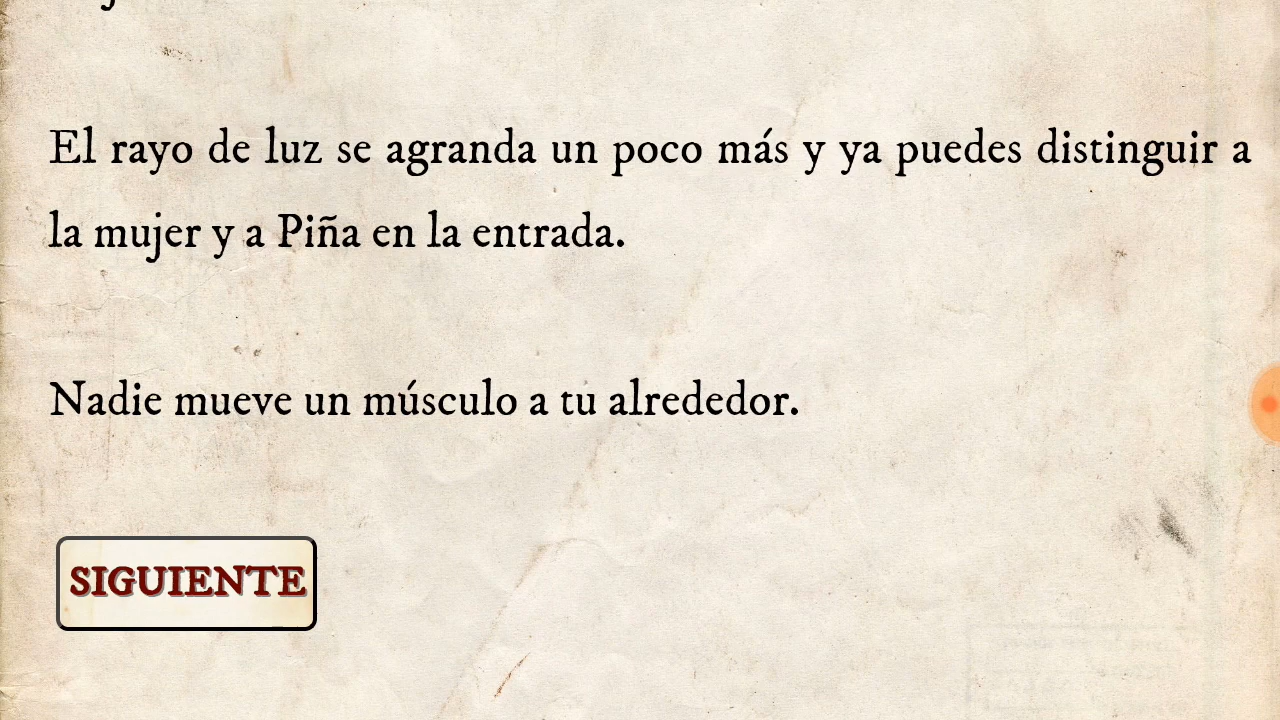 El rayo de luz se agranda un poco más y ya puedes distinguir a
la mujer y a Piña en la entrada.
Nadie mueve un músculo a tu alrededor.
SIGUIENTE